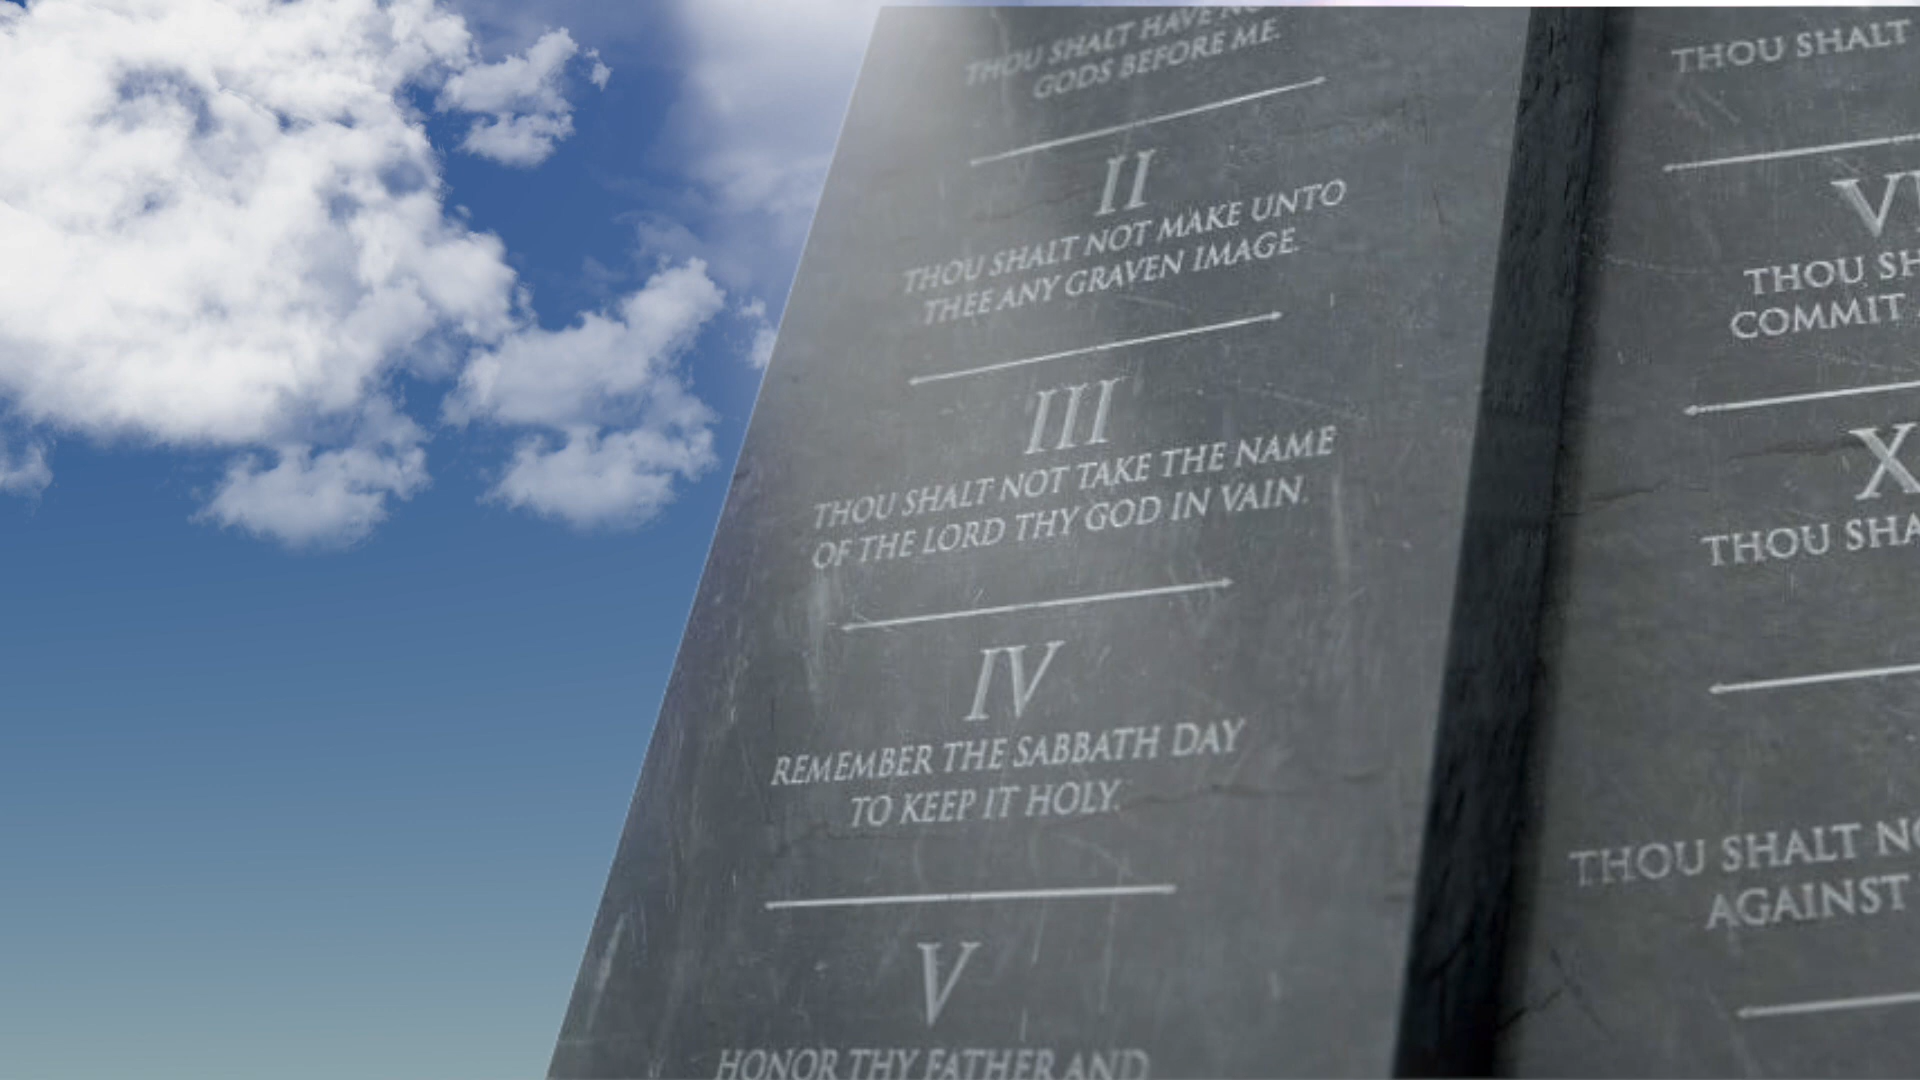 THOU SHALT HAVE NO
GODS BEFORE ME.
II
THOU SHALT NOT MAKE UNTO
THEE ANY GRAVEN IMAGE.
III
THOU SHALT NOT TAKE THE NAME
OF THE LORD THY GOD IN VAIN.
IV
REMEMBER THE SABBATH DAY
TO KEEP IT HOLY.
V
HONOR THY FATHER AND
THOU SHALT
THOU
COMMIT
X
THOU
THOU SHALT
AGAINST